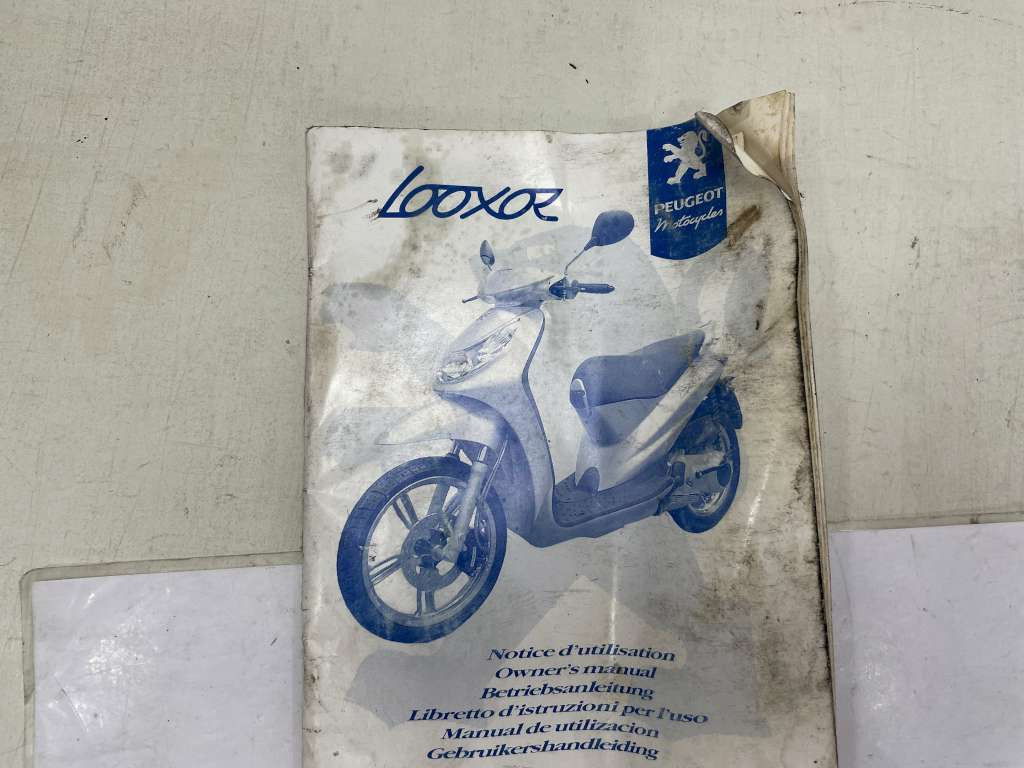 Looxor
PEUGEOT
Motocycles
Notice d'utilisation
Owner's manual
Betriebsanleitung
Libretto d'istruzioni per l'uso
Manual de utilizacion
Gebruikershandleiding